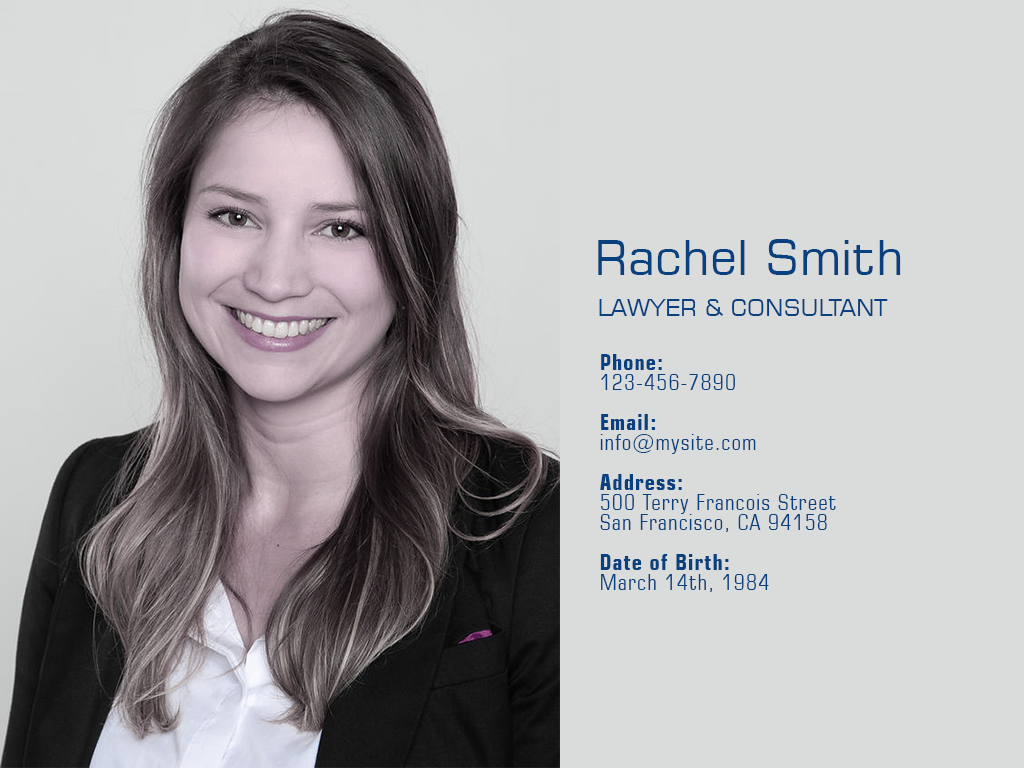 Rachel Smith
LAWYER & CONSULTANT
Phone:
123-456-7890
Email:
info@mysite.com
Address:
500 Terry Francois Street
San Francisco, CA 94158
Date of Birth:
March 14th, 1984